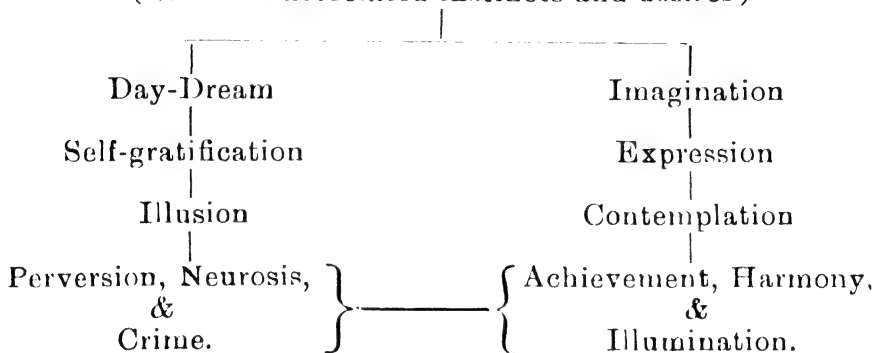 Day-Dream Imagination
Self-gratification Expression
Illusion Contemplation
Perversion, Neurosis, Achievement, Harmony,
& &
Crime. Illumination.